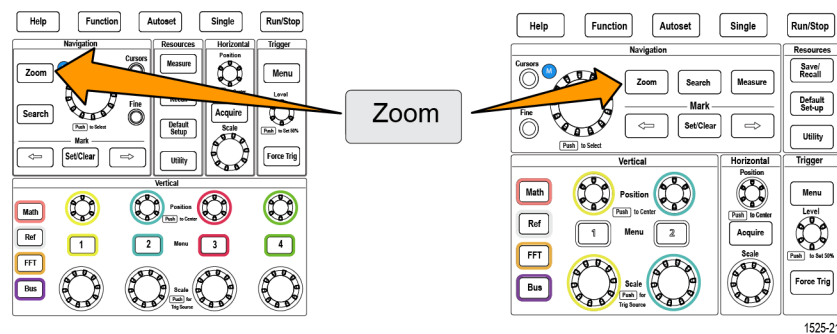 Help Function Autoset Single Run/Stop
Navigation Resources Horizontal Trigger
Cursors Measure Position
Zoom Menu
Recall Level
Search Fine Acquire
Push to Select Default Setup Scale Push to Set 50%
Mark
Set/Clear Utility Force Trig
Vertical
Math Position
Push to Center
Ref 1 2 Menu 3 4
FFT
Bus Scale
Push for
Trig Source
Zoom
Help Function Autoset Single Run/Stop
Navigation Resources
Cursors M Save/Recall
Zoom Search Measure
Fine Mark Default Set-up
Set/Clear Utility
Push to Select
Vertical Horizontal Trigger
Position
Math Position Menu
Push to Center Push to Center Level
Ref 1 Menu 2 Acquire
FFT Scale Push to Set 50%
Bus Scale
Push for Force Trig
Trig Source
1525-2